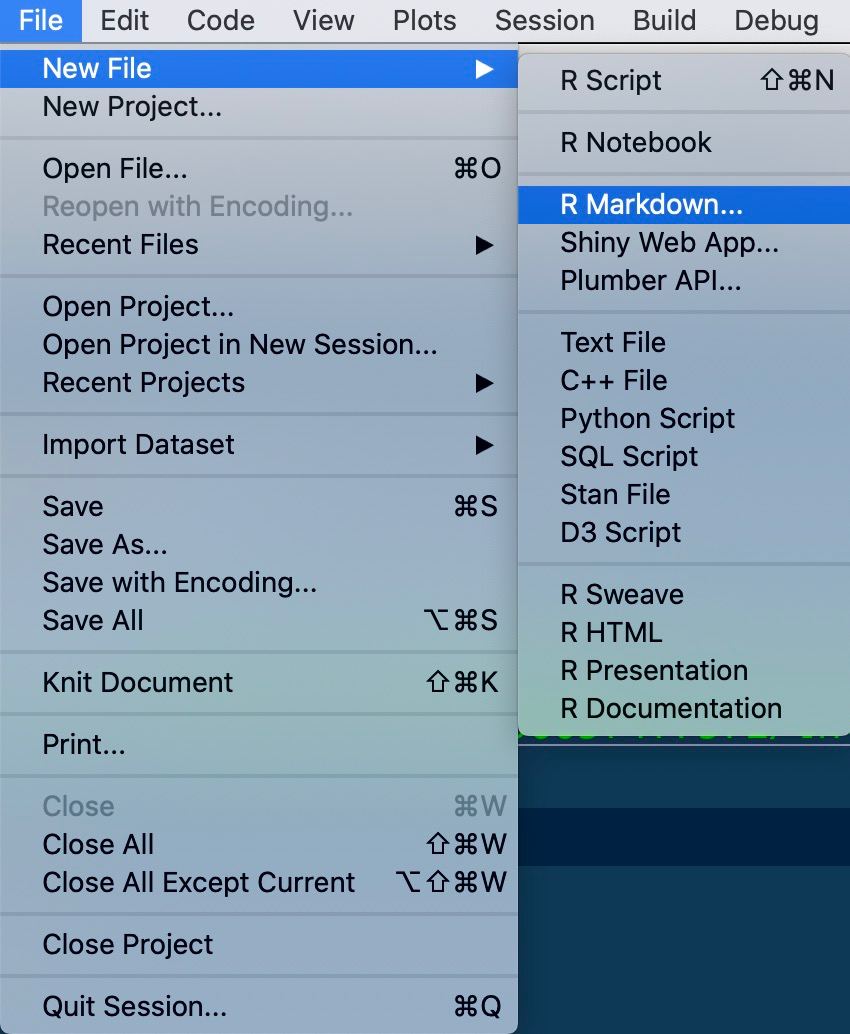 File Edit Code View Plots Session Build Debug
New File ▶
New Project...
Open File... ⌘O
Reopen with Encoding...
Recent Files ▶
Open Project...
Open Project in New Session...
Recent Projects ▶
Import Dataset ▶
Save ⌘S
Save As...
Save with Encoding...
Save All ⌥⌘S
Knit Document ⇧⌘K
Print...
Close ⌘W
Close All ⇧⌘W
Close All Except Current ⌥⇧⌘W
Close Project
Quit Session... ⌘Q
R Script ⇧⌘N
R Notebook
R Markdown...
Shiny Web App...
Plumber API...
Text File
C++ File
Python Script
SQL Script
Stan File
D3 Script
R Sweave
R HTML
R Presentation
R Documentation